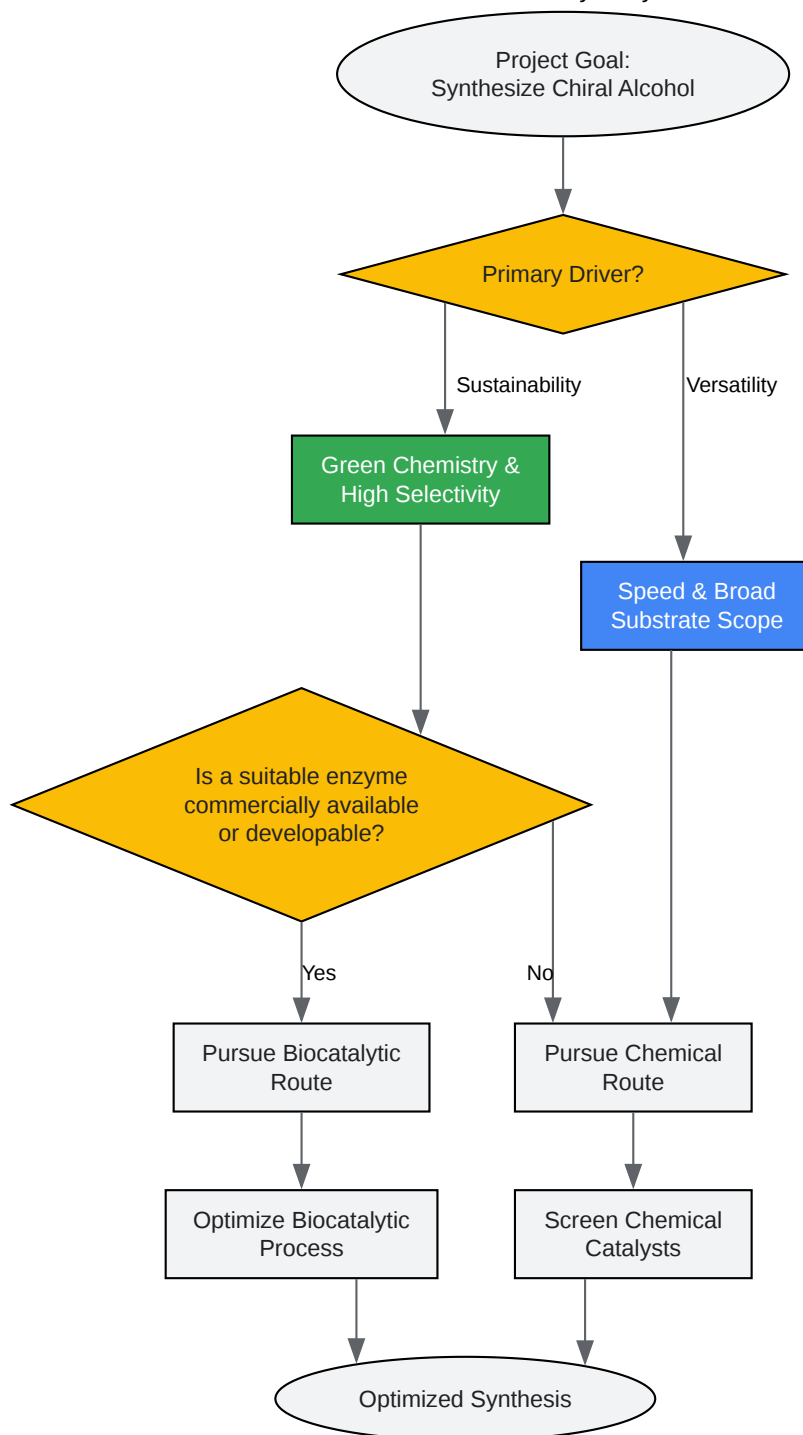 Project Goal:
Synthesize Chiral Alcohol
Primary Driver?
Sustainability
Versatility
Green Chemistry &
High Selectivity
Speed & Broad
Substrate Scope
Is a suitable enzyme
commercially available
or developable?
Yes
No
Pursue Biocatalytic
Route
Pursue Chemical
Route
Optimize Biocatalytic
Process
Screen Chemical
Catalysts
Optimized Synthesis